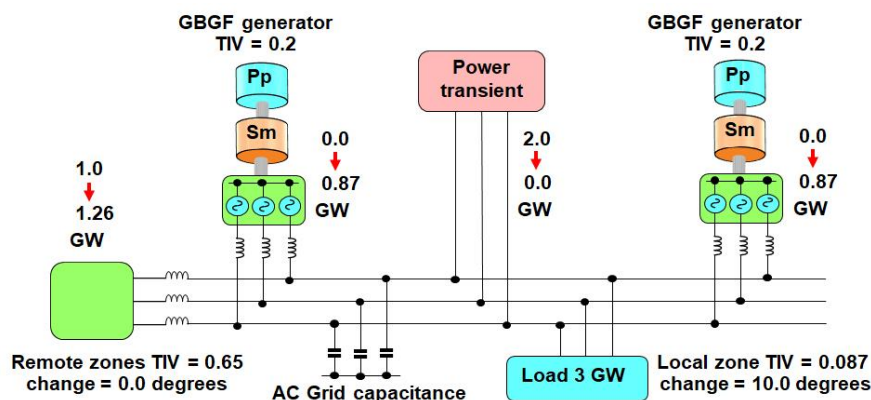 GBGF generator
TIV = 0.2
Pp
Sm
0.0
0.87
GW
1.0
1.26
GW
Power
transient
2.0
0.0
GW
GBGF generator
TIV = 0.2
Pp
Sm
0.0
0.87
GW
Remote zones TIV = 0.65
change = 0.0 degrees
AC Grid capacitance
Load 3 GW
Local zone TIV = 0.087
change = 10.0 degrees